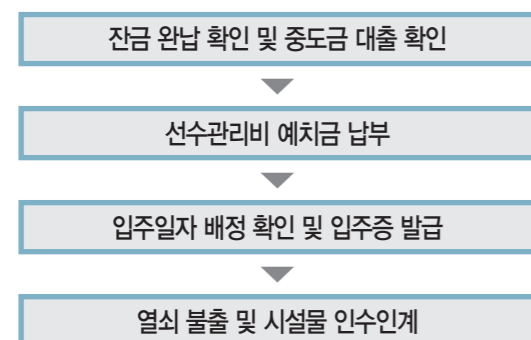 잔금 완납 확인 및 중도금 대출 확인
선수관리비 예치금 납부
입주일자 배정 확인 및 입주증 발급
열쇠 불출 및 시설물 인수인계